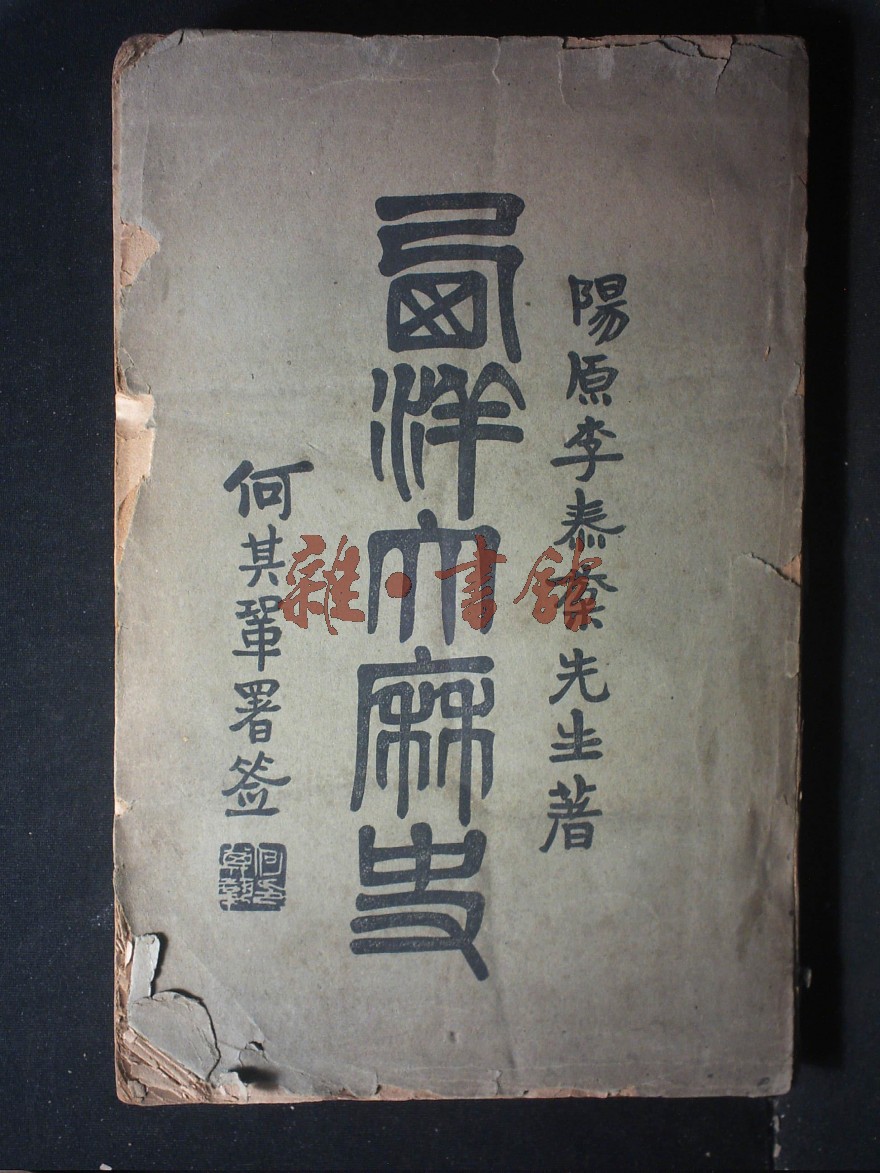 陽原李泰棻先生著
西洋大厤史
何其鞏署签
雜·書館